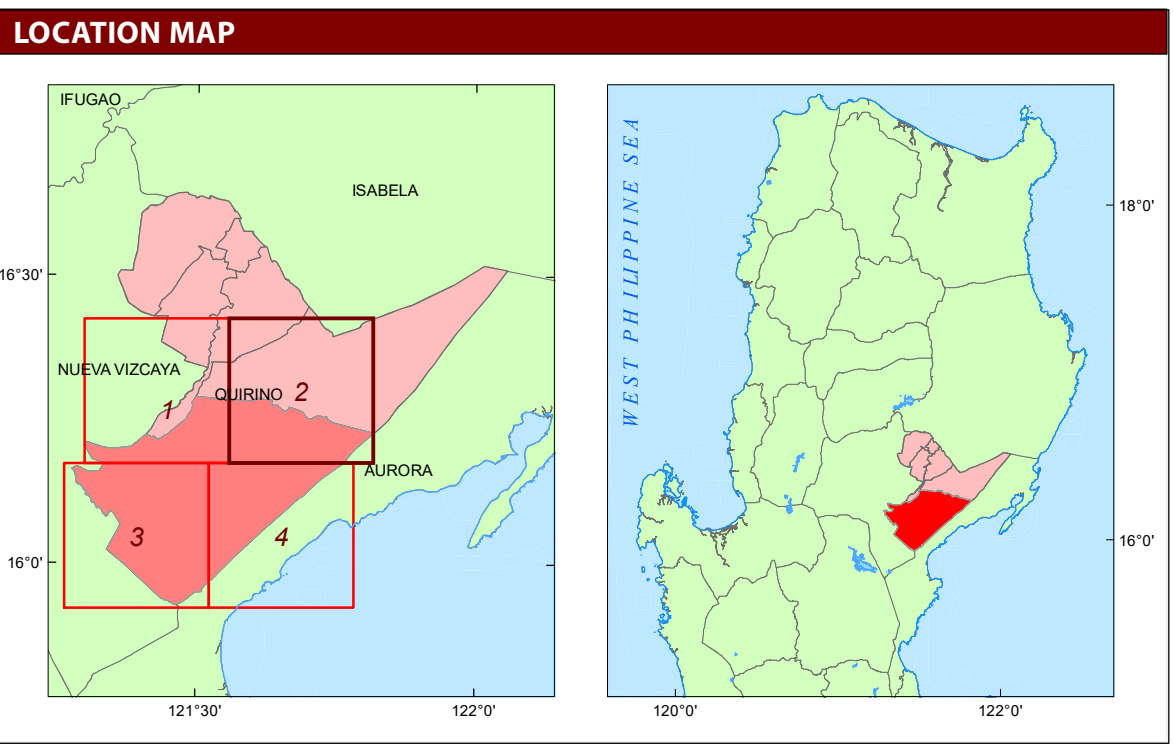 LOCATION MAP
IFUGAO
ISABELA
16°30'
NUEVA VIZCAYA
QUIRINO
2
1
AURORA
3
4
16°0'
121°30'
122°0'
WEST PHILIPPINE SEA
18°0'
16°0'
120°0'
122°0'